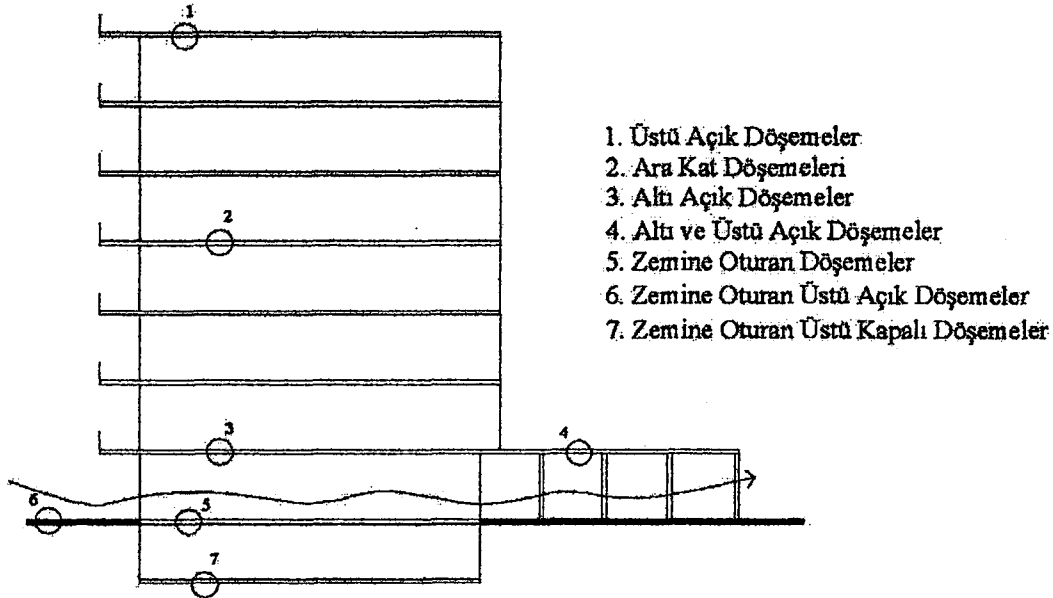 1
1. Üstü Açık Döşemeler
2. Ara Kat Döşemeleri
3. Altı Açık Döşemeler
4. Altı ve Üstü Açık Döşemeler
5. Zemine Oturan Döşemeler
6. Zemine Oturan Üstü Açık Döşemeler
7. Zemine Oturan Üstü Kapalı Döşemeler
2
3
4
6
5
7